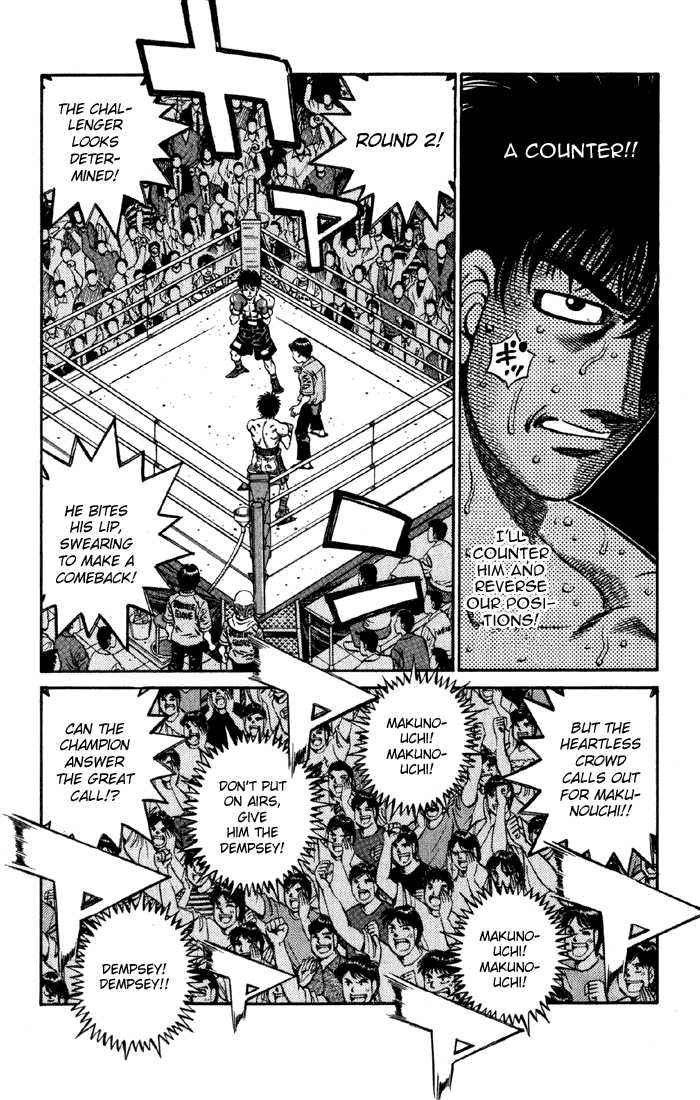 A COUNTER!!
ギッ
I'LL
COUNTER
HIM AND
REVERSE
OUR POSI-
TIONS!
ROUND 2!
カ
THE CHAL-
LENGER
LOOKS
DETER-
MINED!
HE BITES
HIS LIP,
SWEARING
TO MAKE A
COMEBACK!
BUT THE
HEARTLESS
CROWD
CALLS OUT
FOR MAKU-
NOUCHI!!
MAKUNO-
UCHI!
MAKUNO-
UCHI!
DON'T PUT
ON AIRS,
GIVE
HIM THE
DEMPSEY!
CAN THE
CHAMPION
ANSWER
THE GREAT
CALL!?
MAKUNO-
UCHI!
MAKUNO-
UCHI!
DEMPSEY!
DEMPSEY!!